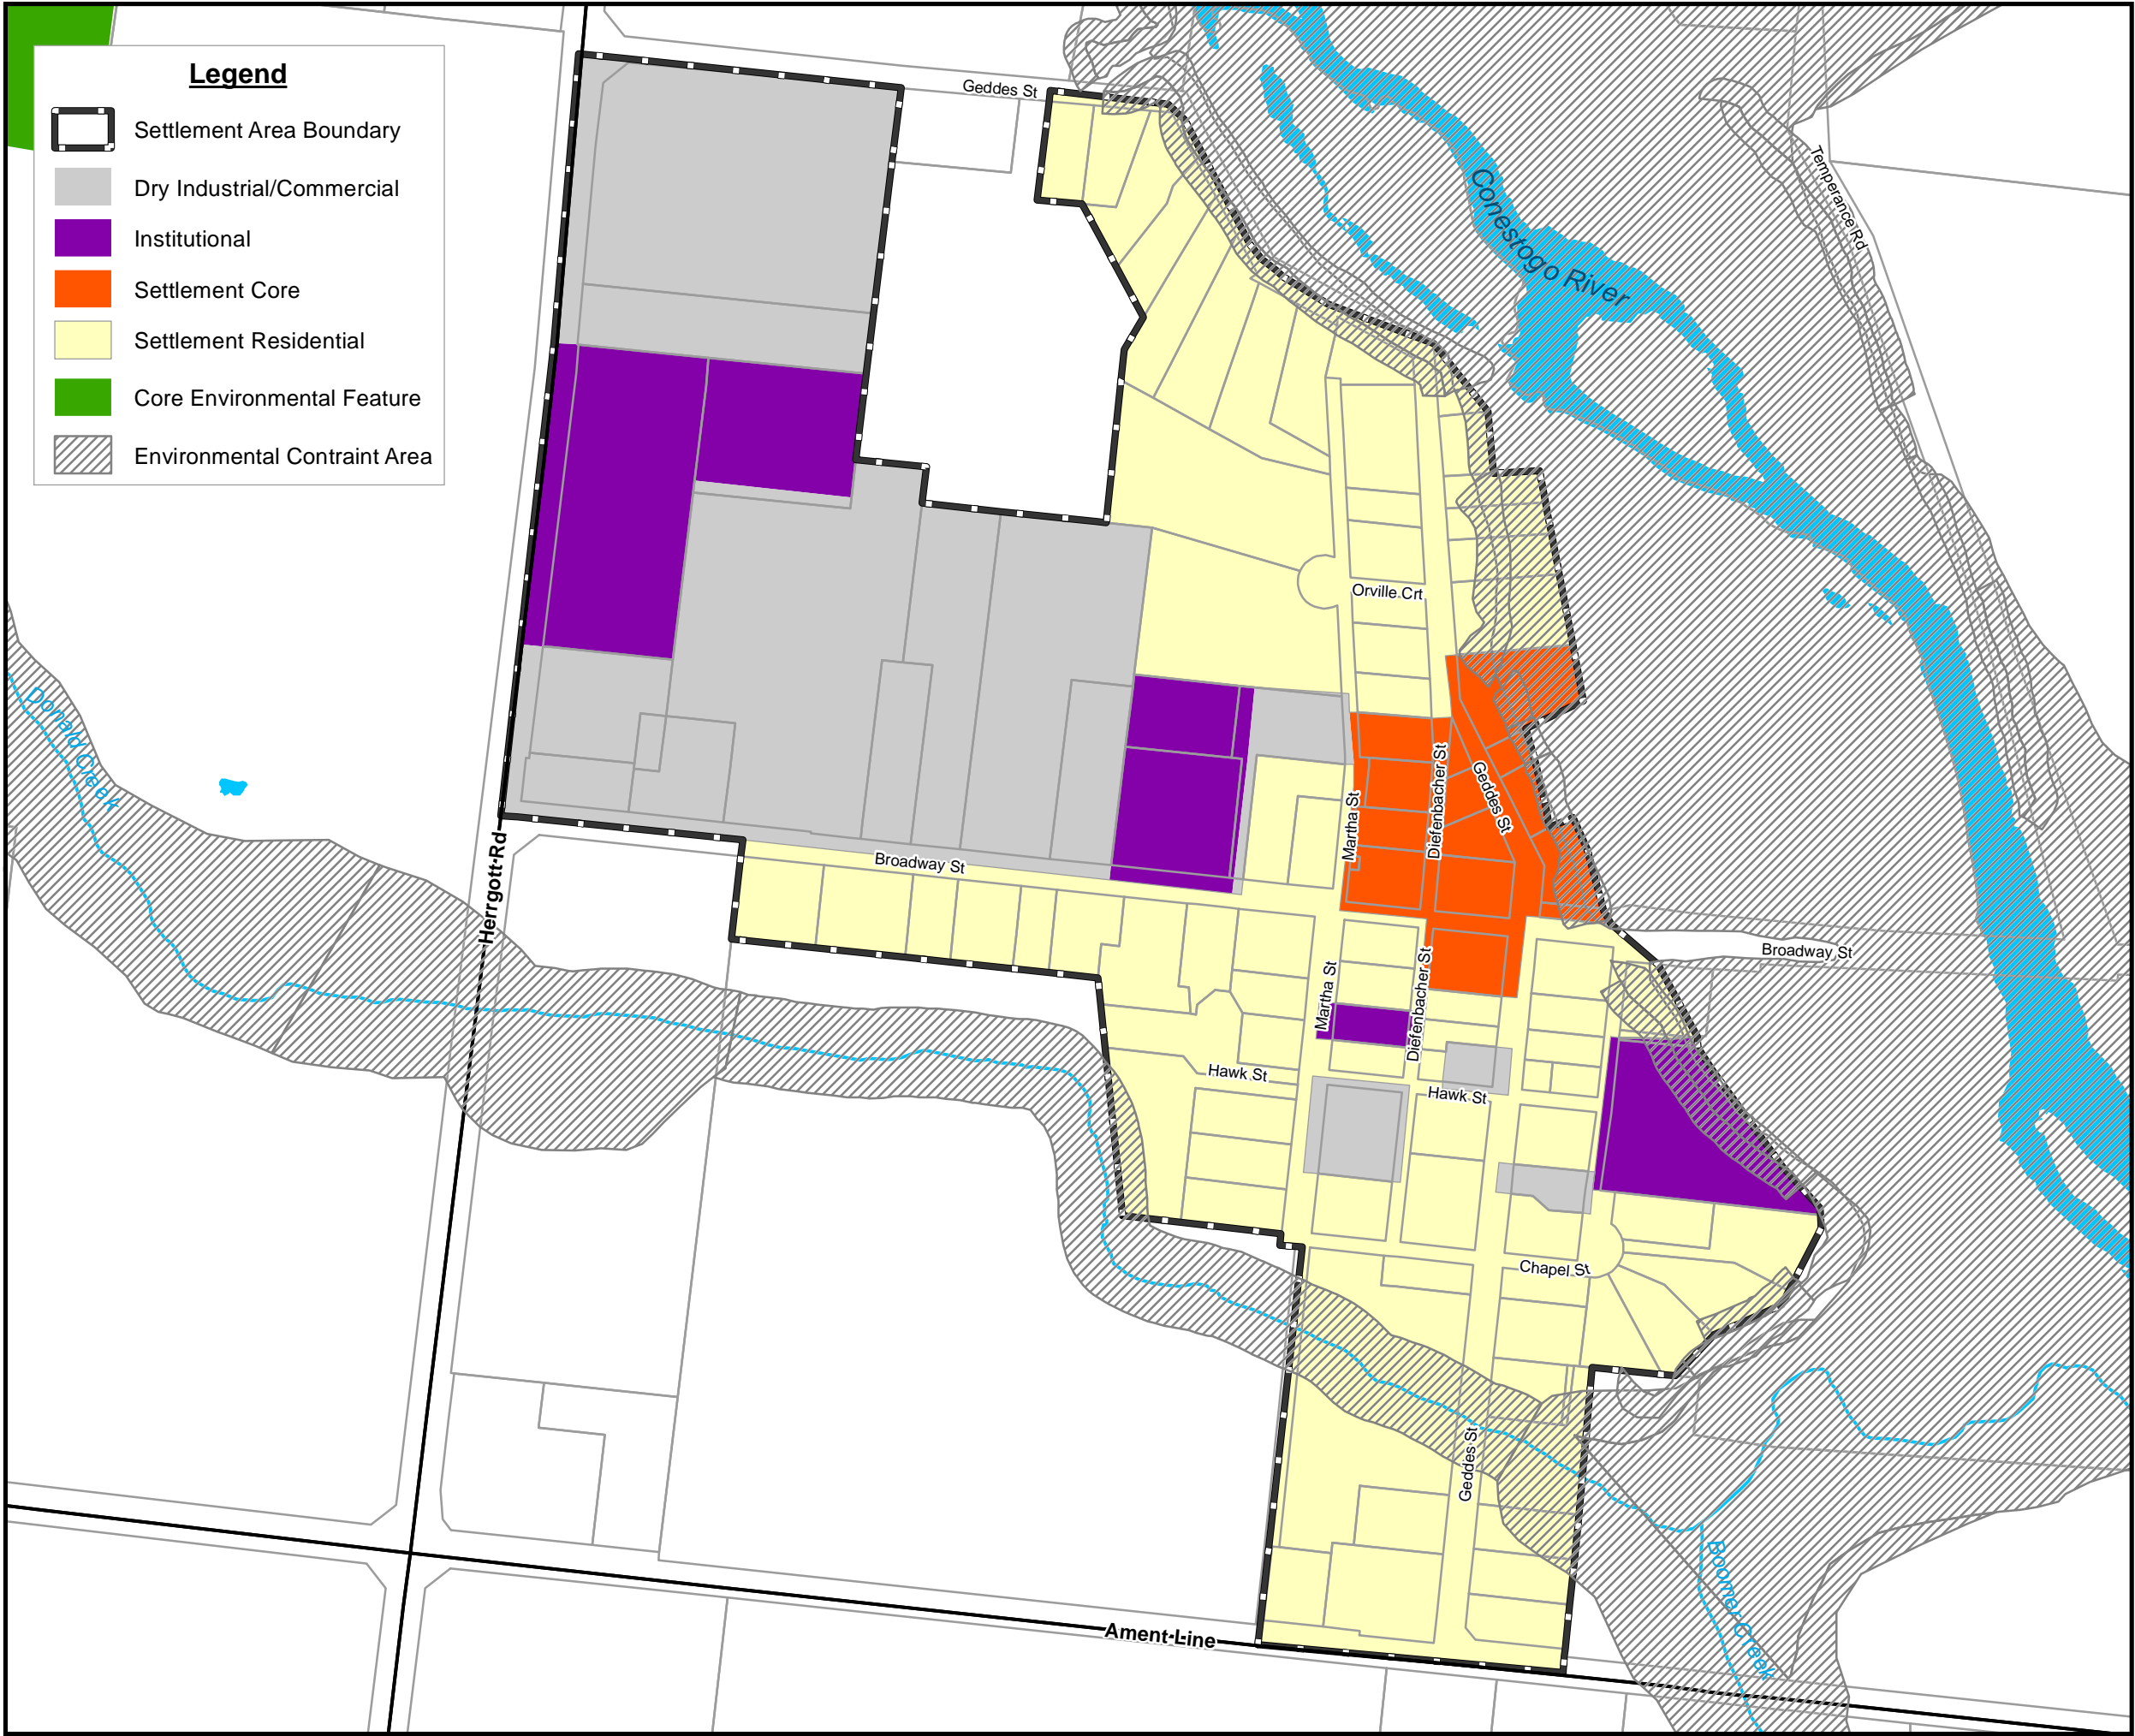 Legend
Settlement Area Boundary
Dry Industrial/Commercial
Institutional
Settlement Core
Settlement Residential
Core Environmental Feature
Environmental Contraint Area
Geddes St
Conestogo River
Temperance Rd
Orville Crt
Donald Creek
Herrgott Rd
Broadway St
Martha St
Diefenbacher St
Geddes St
Broadway St
Martha St
Diefenbacher St
Hawk St
Hawk St
Chapel St
Geddes St
Boomer Creek
Ament Line